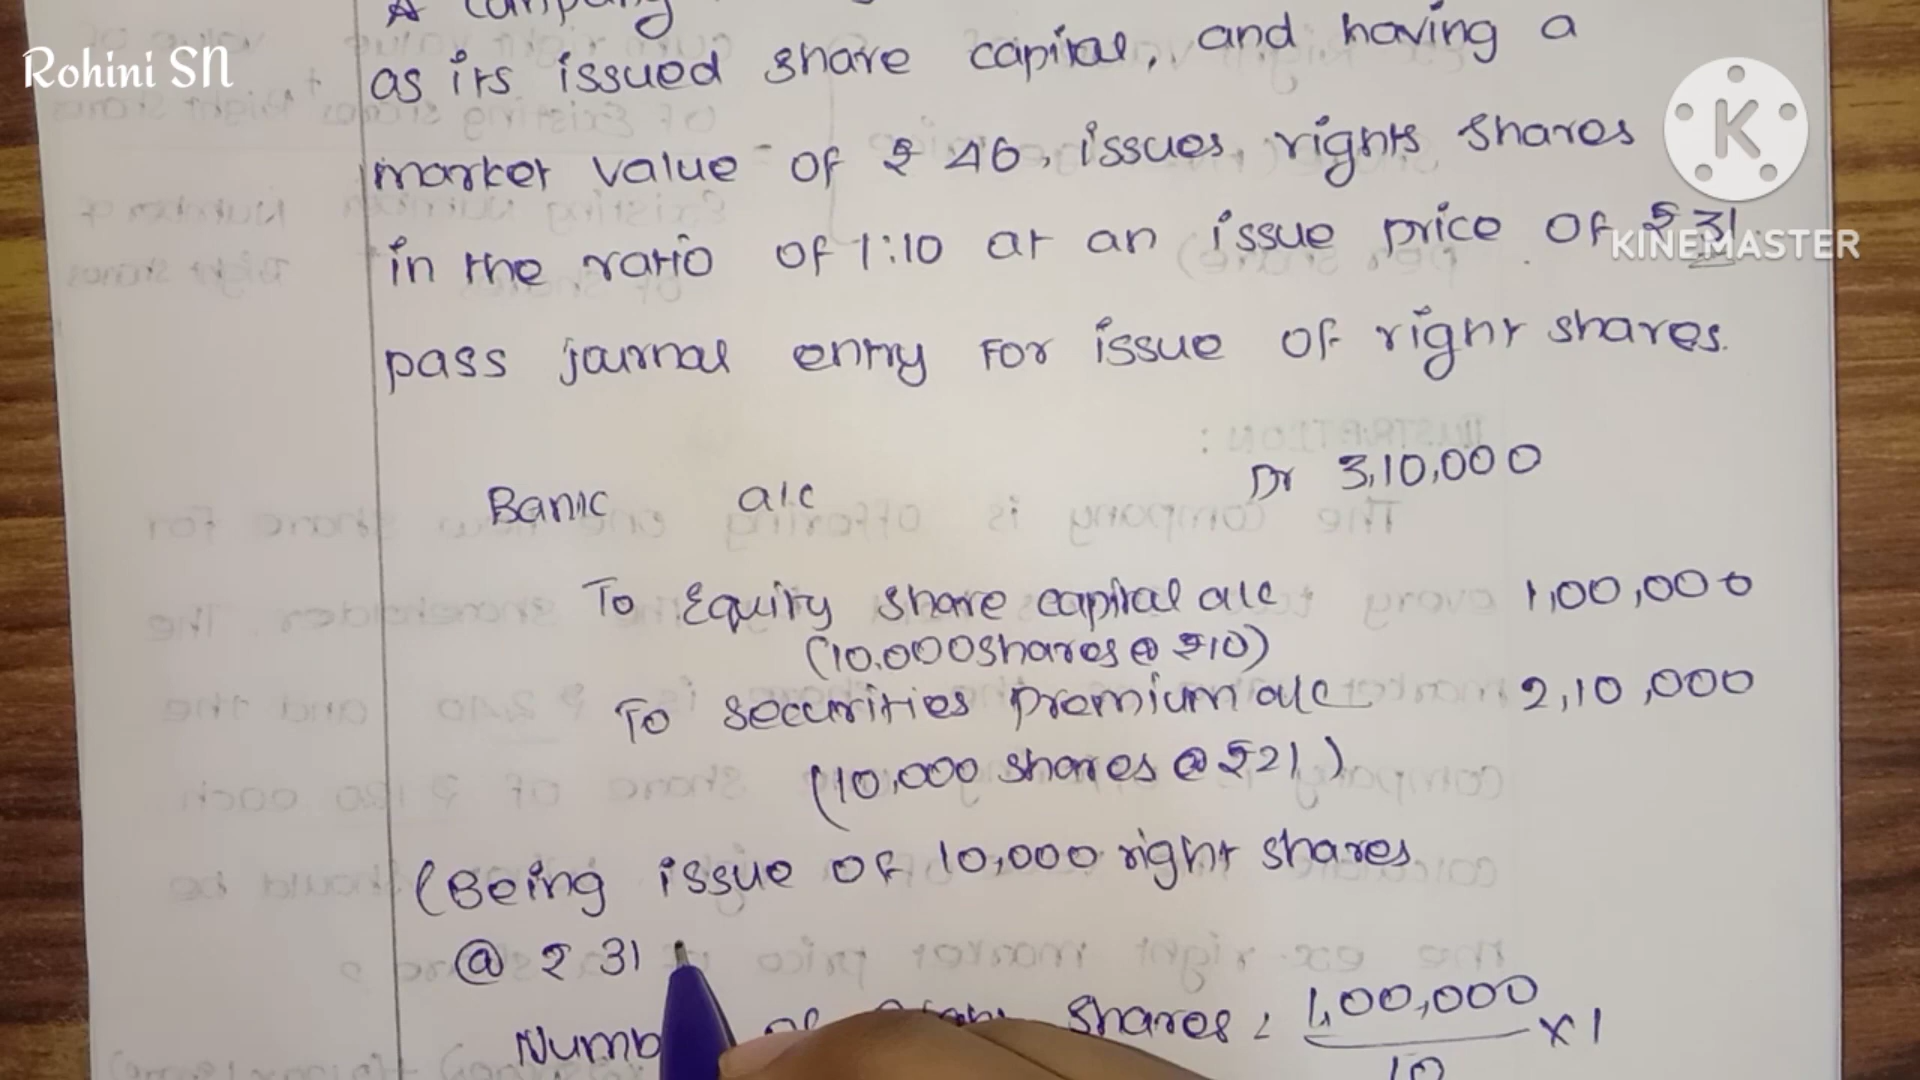 Rohini SN
A company
as its issued share capital, and having a
market value of ₹ 46, issues, rights shares
in the ratio of 1:10 at an issue price of ₹31
KINEMASTER
pass journal entry for issue of right shares.
Bank a/c Dr 3,10,000
To Equity share capital a/c 1,00,000
(10,000 shares @ ₹10)
To securities premium a/c 2,10,000
(10,000 shares @ ₹21)
(Being issue of 10,000 right shares
@ ₹ 31
shares = 1,00,000 / 10 × 1